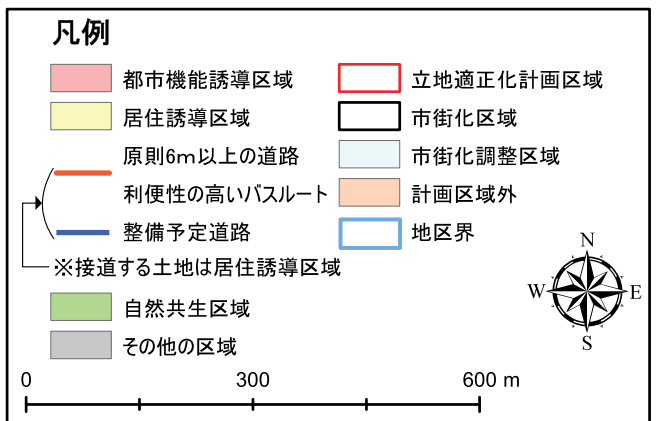 凡例
都市機能誘導区域
居住誘導区域
原則6m以上の道路
利便性の高いバスルート
整備予定道路
※接道する土地は居住誘導区域
自然共生区域
その他の区域
立地適正化計画区域
市街化区域
市街化調整区域
計画区域外
地区界
N
W E
S
0 300 600 m